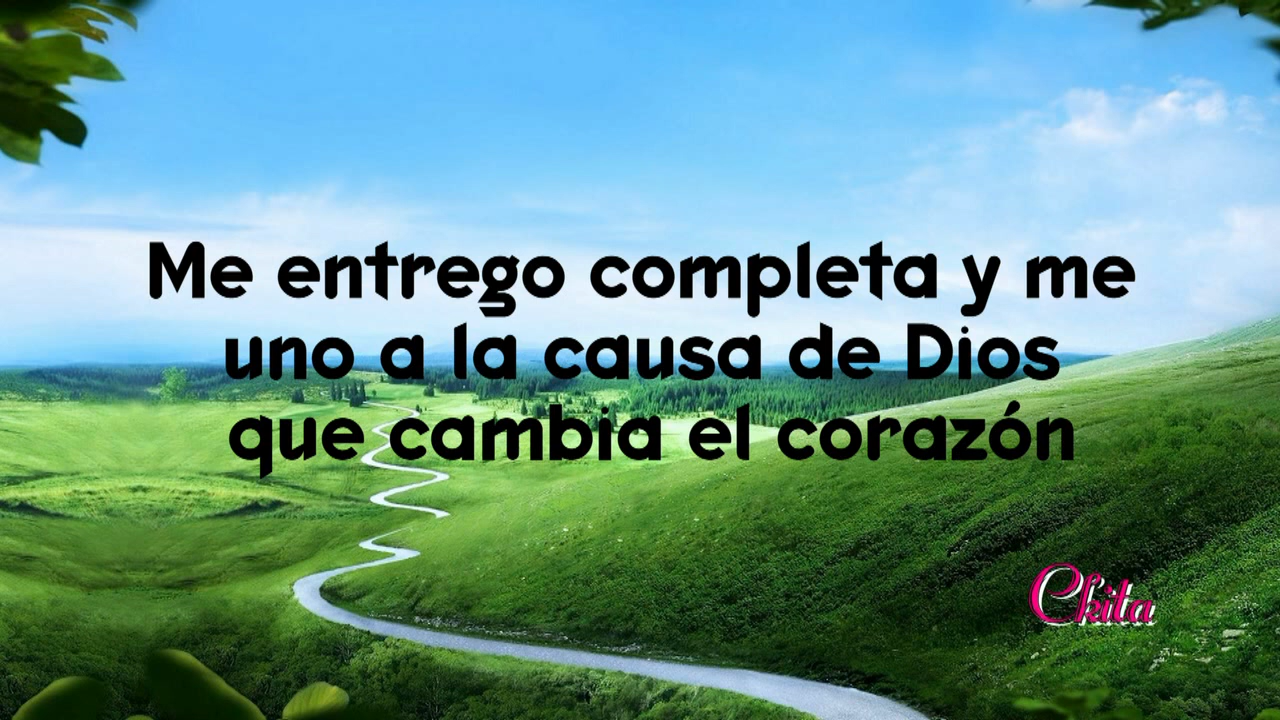 Me entrego completa y me
uno a la causa de Dios
que cambia el corazón
Ckita